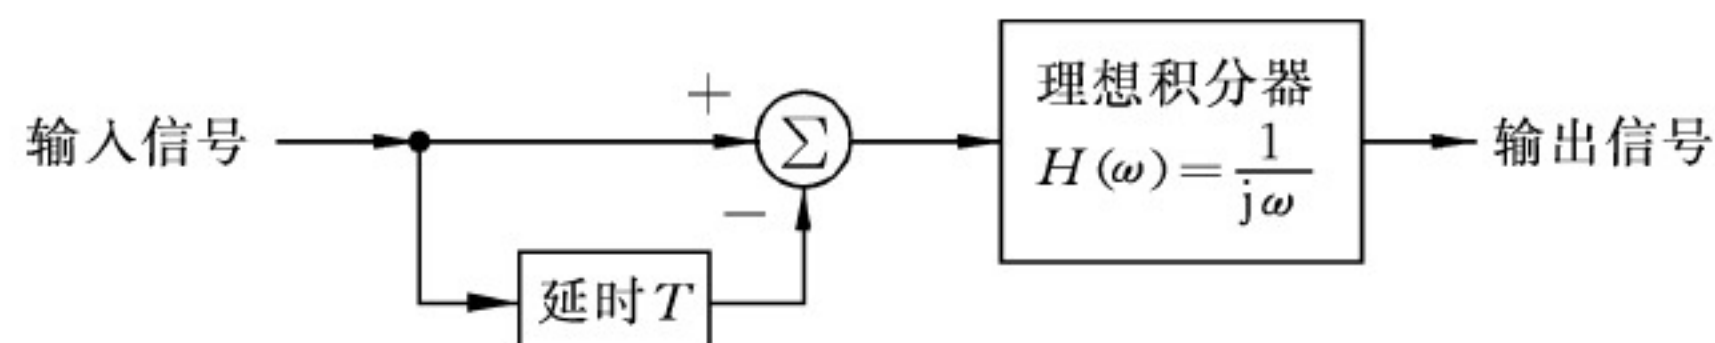 输入信号
+
Σ
−
延时T
理想积分器
H(ω)=1/jω
输出信号